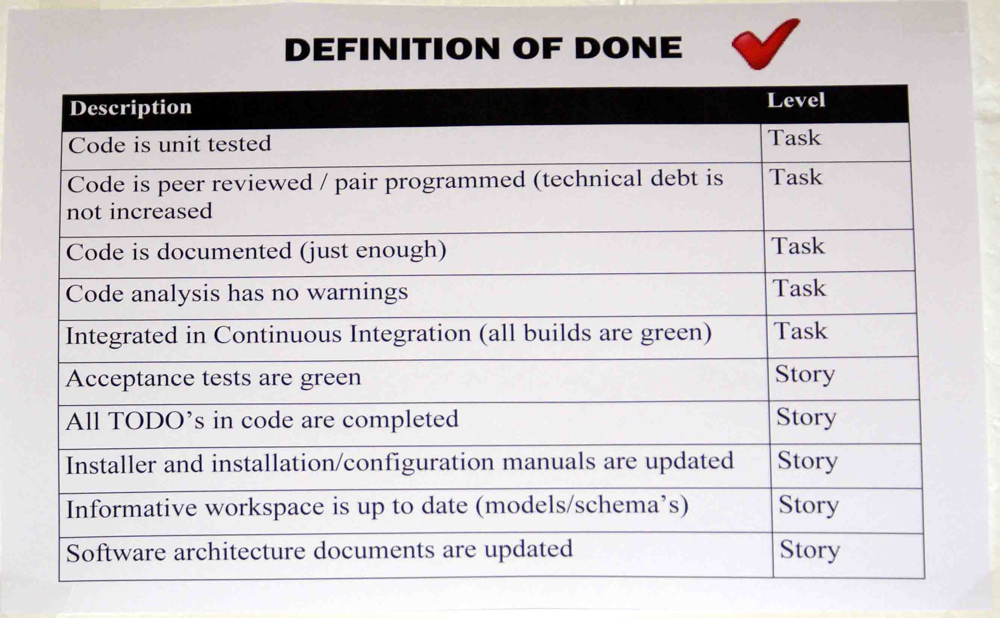 DEFINITION OF DONE
Description Level
Code is unit tested Task
Code is peer reviewed / pair programmed (technical debt is Task
not increased
Code is documented (just enough) Task
Code analysis has no warnings Task
Integrated in Continuous Integration (all builds are green) Task
Acceptance tests are green Story
All TODO’s in code are completed Story
Installer and installation/configuration manuals are updated Story
Informative workspace is up to date (models/schema’s) Story
Software architecture documents are updated Story